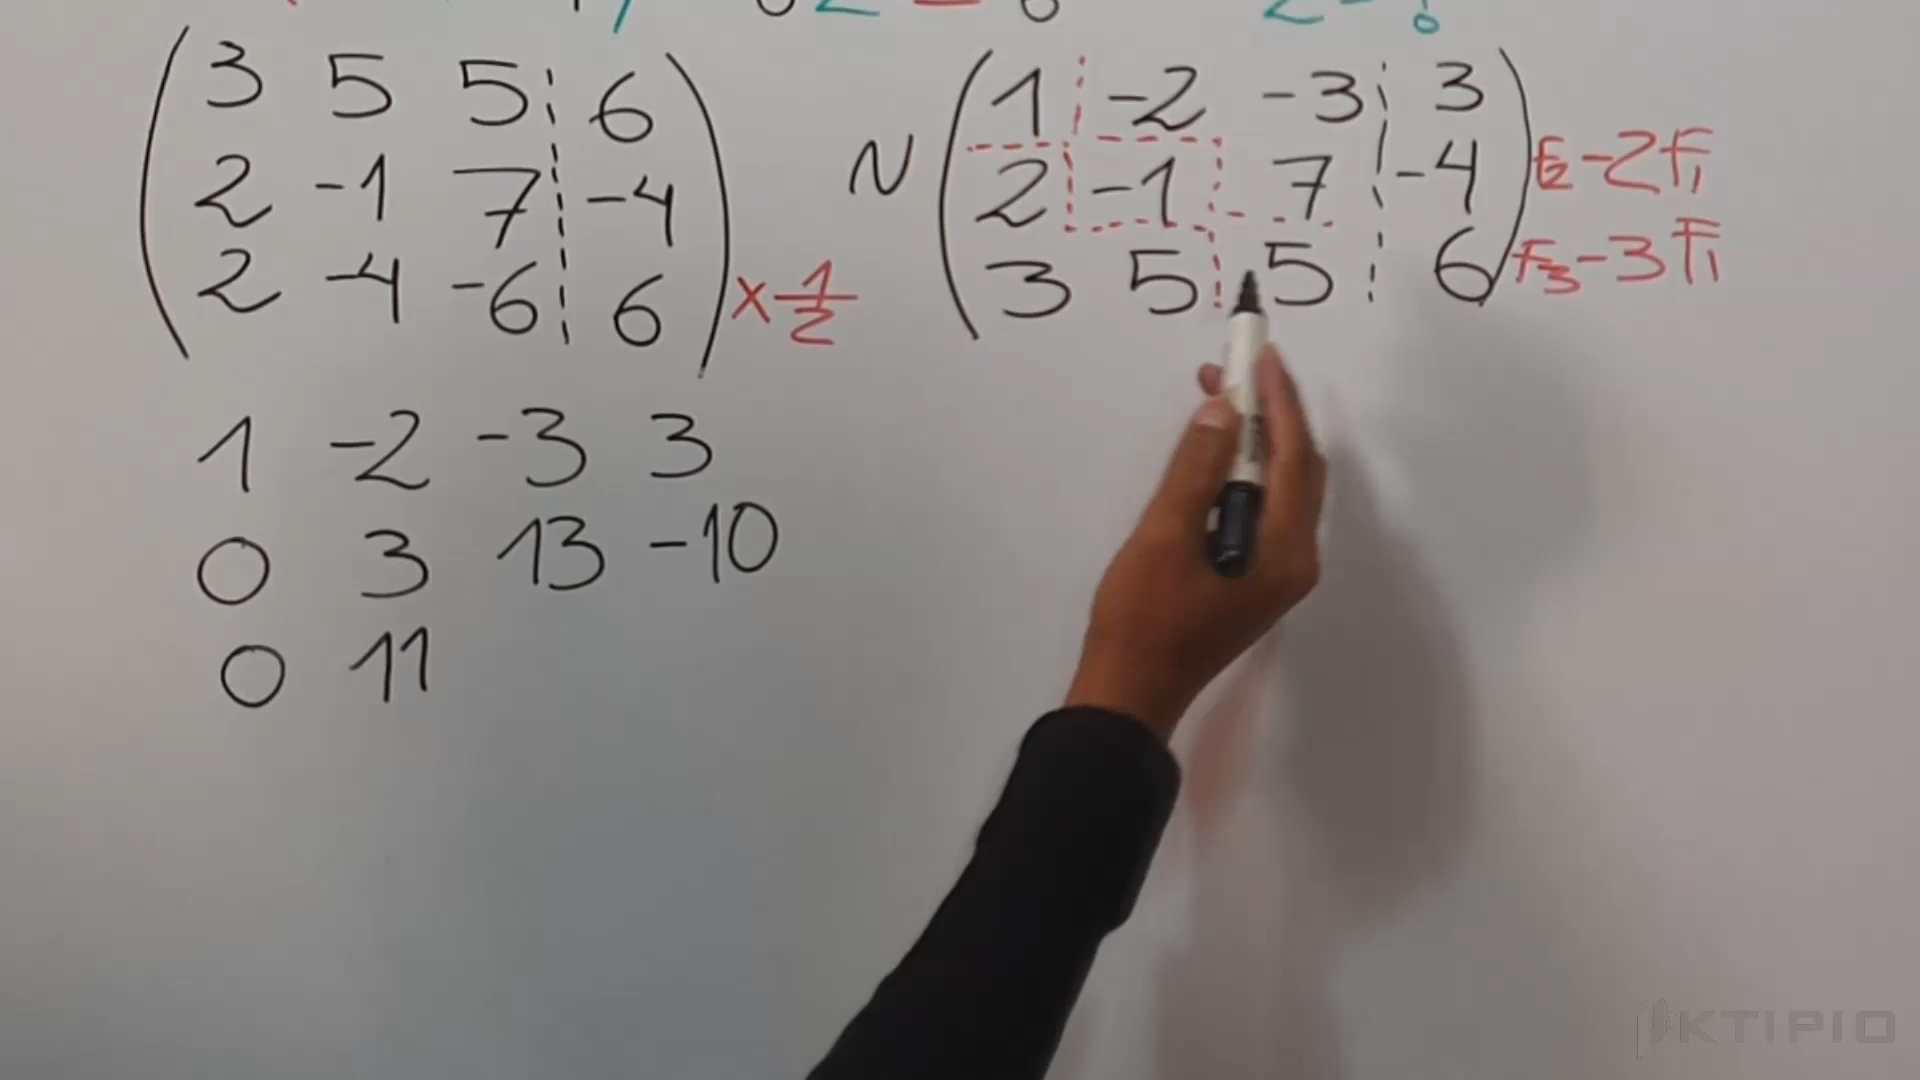 3 5 5 6
2 -1 7 -4
2 -4 -6 6
× 1/2
N
1 -2 -3 3
2 -1 7 -4
3 5 5 6
F2-2F1
F3-3F1
1 -2 -3 3
0 3 13 -10
0 11
KTIPIO